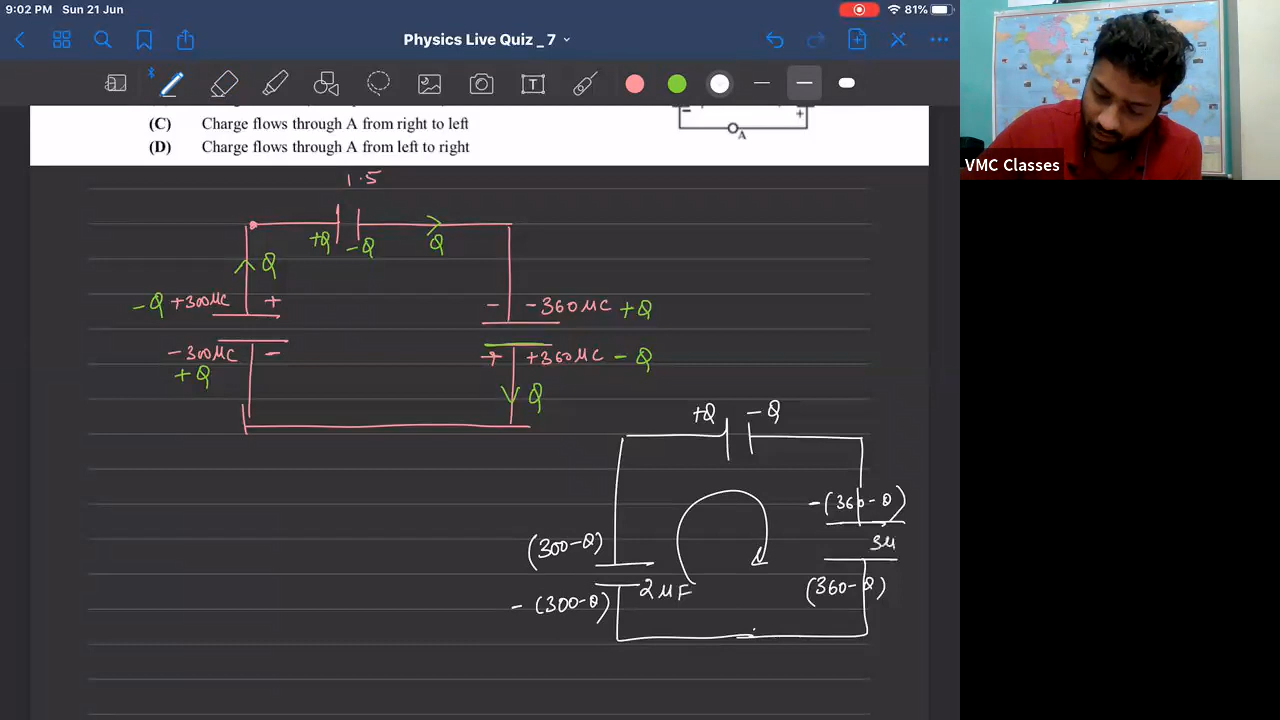 9:02 PM Sun 21 Jun
81%
Physics Live Quiz _ 7
T
(C) Charge flows through A from right to left
(D) Charge flows through A from left to right
− +
A
VMC Classes
1.5
+Q −Q Q
Q
−Q +300μC + − −360μC +Q
−300μC − + +360μC −Q
+Q
Q
+Q −Q
−(360−Q)
(300−Q) 3μ
−(300−Q) 2μF (360−Q)